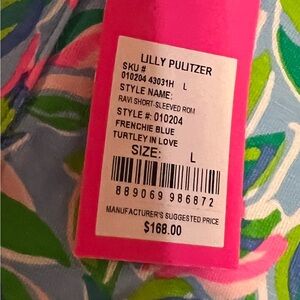 LILLY PULITZER
SKU #
010204 43031H L
STYLE NAME:
RAVI SHORT-SLEEVED ROM
STYLE #: 010204
FRENCHIE BLUE
TURTLEY IN LOVE
SIZE: L
889069 986872
MANUFACTURER'S SUGGESTED PRICE
$168.00